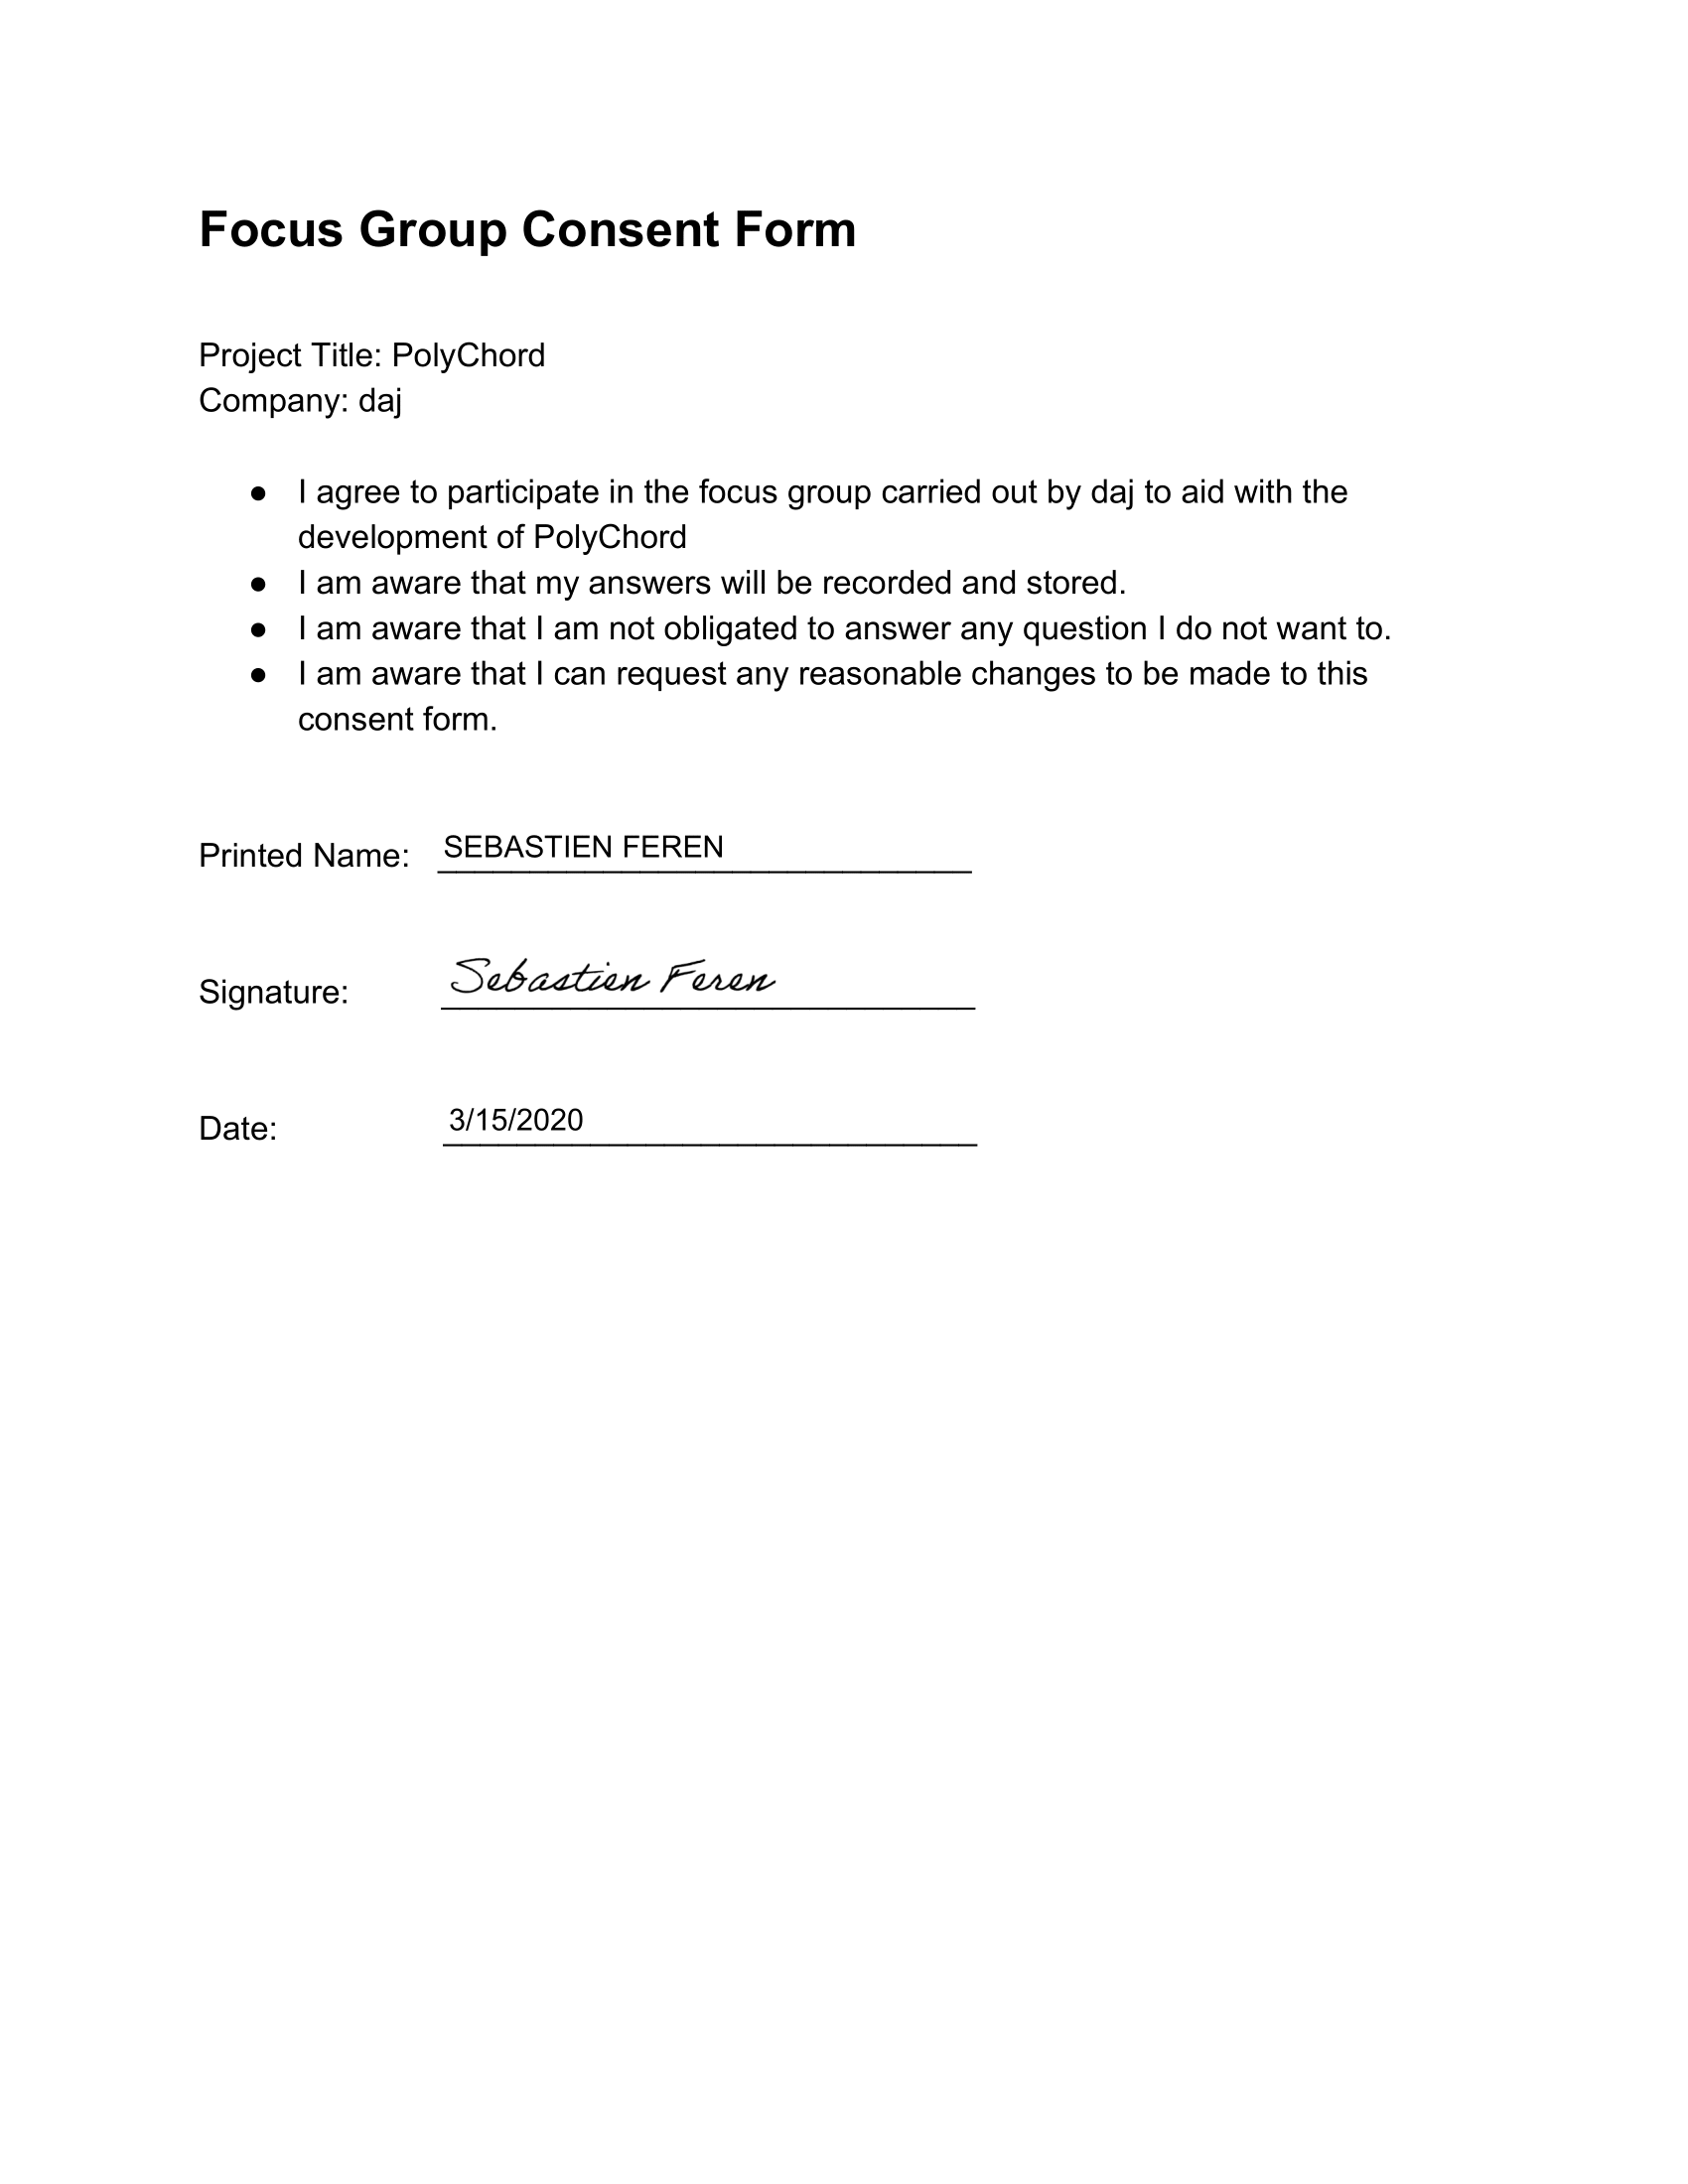 Focus Group Consent Form
Project Title: PolyChord
Company: daj
● I agree to participate in the focus group carried out by daj to aid with the
development of PolyChord
● I am aware that my answers will be recorded and stored.
● I am aware that I am not obligated to answer any question I do not want to.
● I am aware that I can request any reasonable changes to be made to this
consent form.
Printed Name: SEBASTIEN FEREN
Signature: Sebastien Feren
Date: 3/15/2020